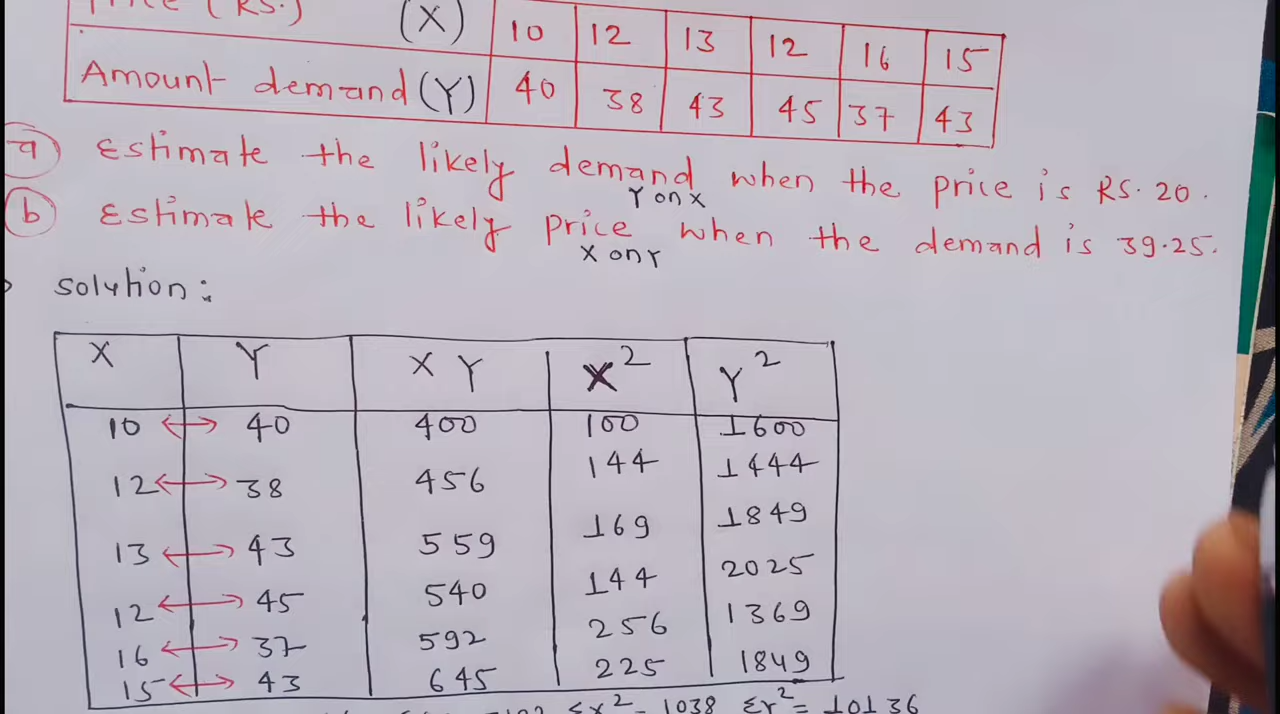 Price (RS.) (X) 10 12 13 12 16 15
Amount demand (Y) 40 38 43 45 37 43
a Estimate the likely demand when the price is RS. 20.
Y on X
b Estimate the likely price when the demand is 39.25.
X on Y
Solution:
X Y XY X² Y²
10 ↔ 40 400 100 1600
12 ↔ 38 456 144 1444
13 ↔ 43 559 169 1849
12 ↔ 45 540 144 2025
16 ↔ 37 592 256 1369
15 ↔ 43 645 225 1849
Σx² = 1038 ΣY² = 10136